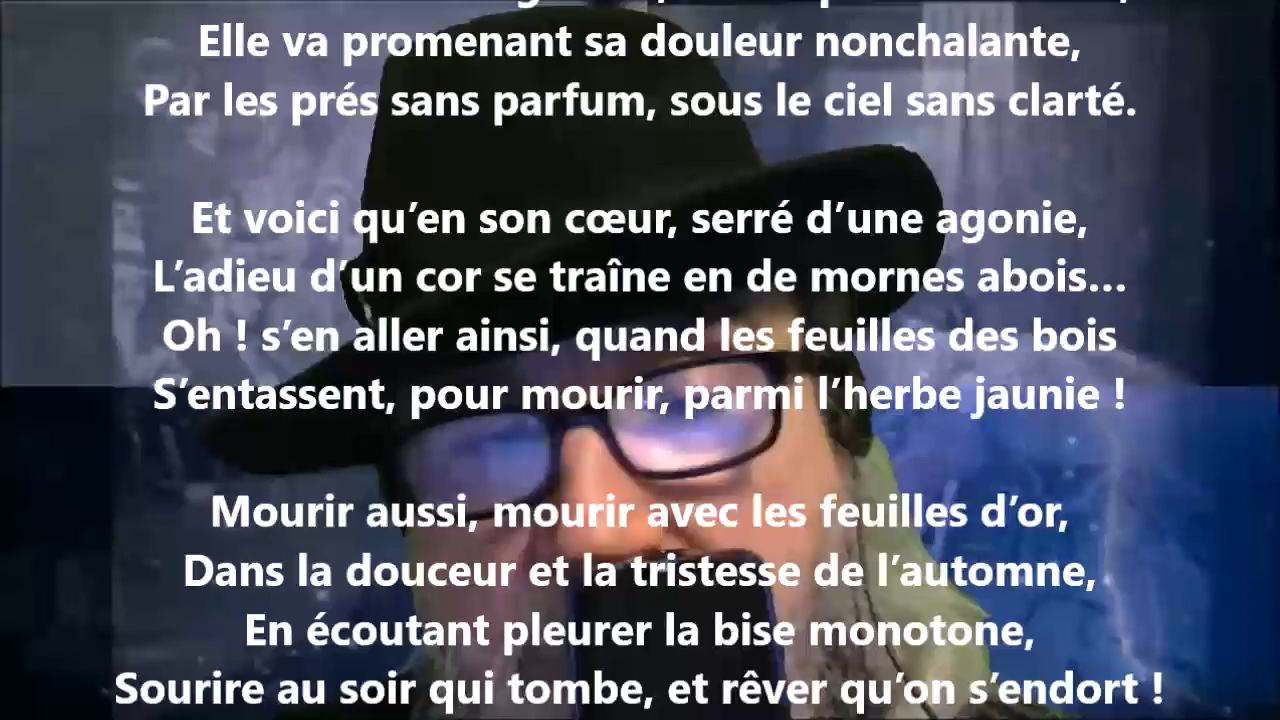 Elle va promenant sa douleur nonchalante,
Par les prés sans parfum, sous le ciel sans clarté.
Et voici qu’en son cœur, serré d’une agonie,
L’adieu d’un cor se traîne en de mornes abois…
Oh ! s’en aller ainsi, quand les feuilles des bois
S’entassent, pour mourir, parmi l’herbe jaunie !
Mourir aussi, mourir avec les feuilles d’or,
Dans la douceur et la tristesse de l’automne,
En écoutant pleurer la bise monotone,
Sourire au soir qui tombe, et rêver qu’on s’endort !